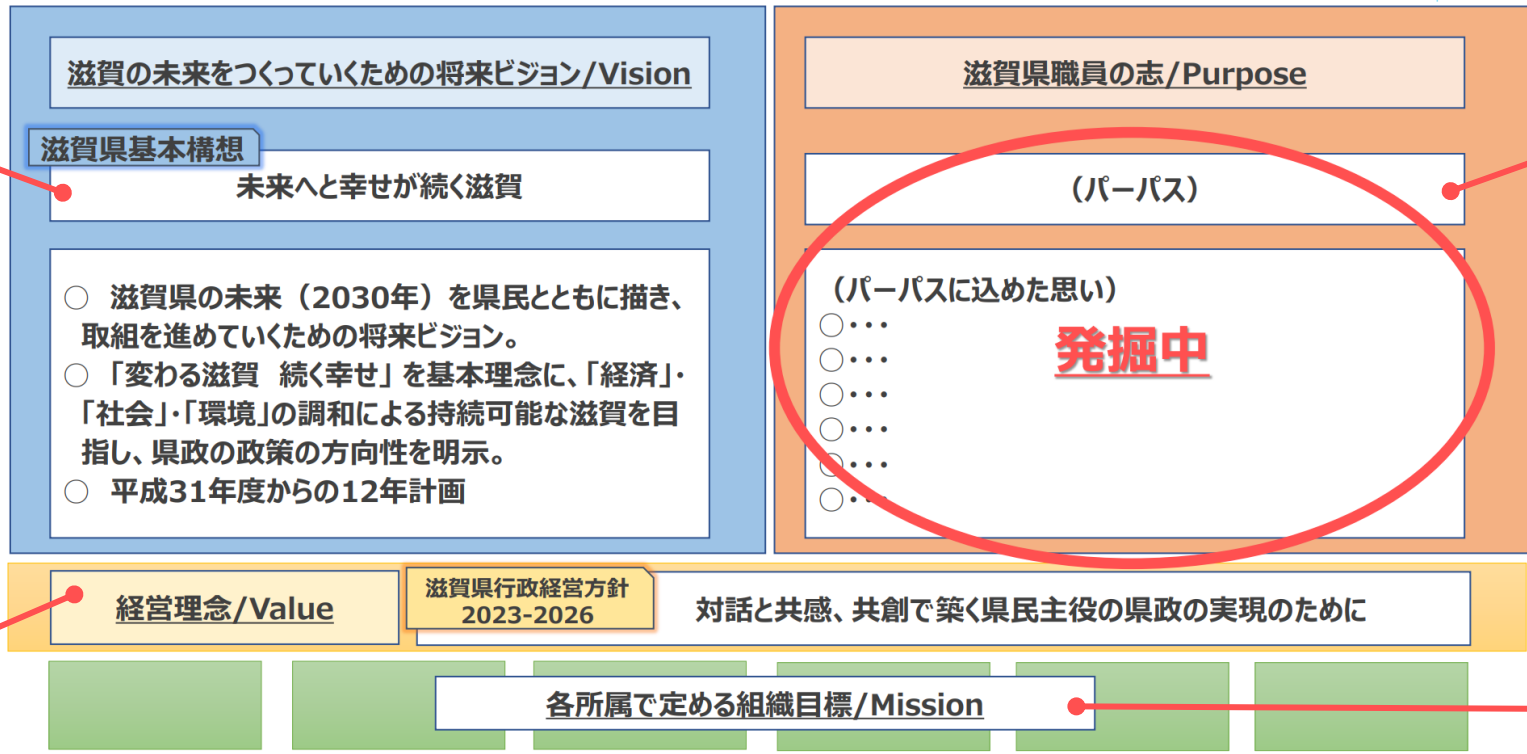 滋賀の未来をつくっていくための将来ビジョン/Vision
滋賀県基本構想
未来へと幸せが続く滋賀
○ 滋賀県の未来（2030年）を県民とともに描き、
取組を進めていくための将来ビジョン。
○ 「変わる滋賀 続く幸せ」を基本理念に、「経済」・
「社会」・「環境」の調和による持続可能な滋賀を目
指し、県政の政策の方向性を明示。
○ 平成31年度からの12年計画
滋賀県職員の志/Purpose
（パーパス）
（パーパスに込めた思い）
○・・・
○・・・
○・・・
○・・・
○・・・
○・・・
発掘中
経営理念/Value
滋賀県行政経営方針
2023-2026
対話と共感、共創で築く県民主役の県政の実現のために
各所属で定める組織目標/Mission